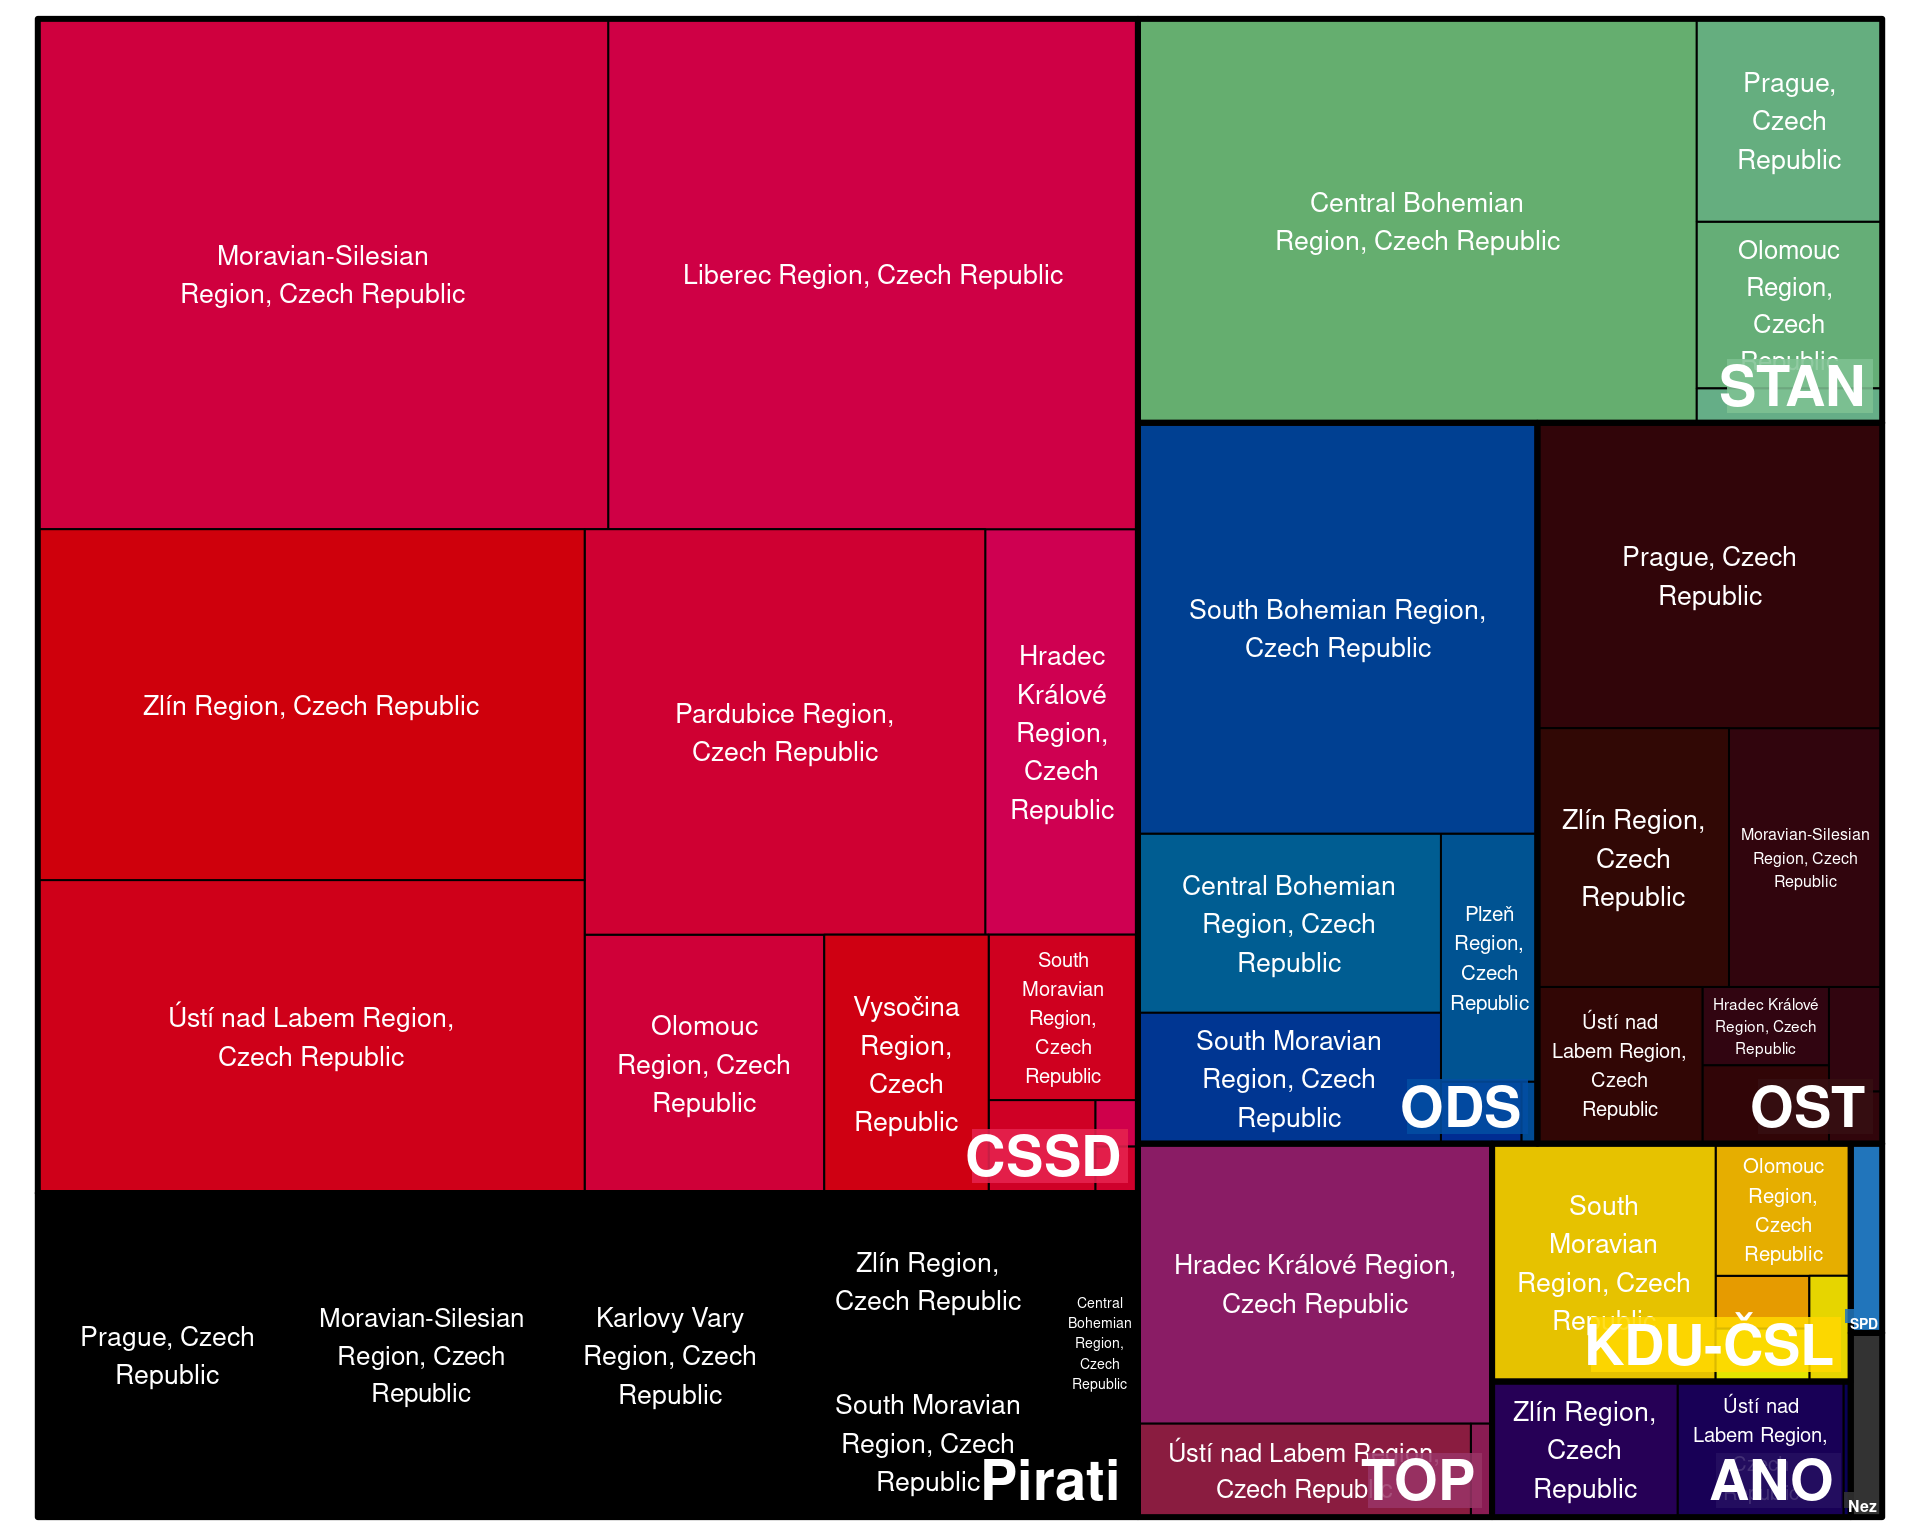 Moravian-Silesian
Region, Czech Republic
Liberec Region, Czech Republic
Zlín Region, Czech Republic
Pardubice Region,
Czech Republic
Hradec
Králové
Region,
Czech
Republic
Ústí nad Labem Region,
Czech Republic
Olomouc
Region, Czech
Republic
Vysočina
Region,
Czech
Republic
South
Moravian
Region,
Czech
Republic
CSSD
Prague, Czech
Republic
Moravian-Silesian
Region, Czech
Republic
Karlovy Vary
Region, Czech
Republic
Zlín Region,
Czech Republic
South Moravian
Region, Czech
Republic
Central
Bohemian
Region,
Czech
Republic
Pirati
Central Bohemian
Region, Czech Republic
Prague,
Czech
Republic
Olomouc
Region,
Czech
Republic
STAN
South Bohemian Region,
Czech Republic
Central Bohemian
Region, Czech
Republic
Plzeň
Region,
Czech
Republic
South Moravian
Region, Czech
Republic
ODS
Prague, Czech
Republic
Zlín Region,
Czech
Republic
Moravian-Silesian
Region, Czech
Republic
Ústí nad
Labem Region,
Czech
Republic
Hradec Králové
Region, Czech
Republic
OST
Hradec Králové Region,
Czech Republic
Ústí nad Labem Region,
Czech Republic
TOP
South
Moravian
Region, Czech
Republic
Olomouc
Region,
Czech
Republic
KDU-ČSL
SPD
Zlín Region,
Czech
Republic
Ústí nad
Labem Region,
ANO
Nez